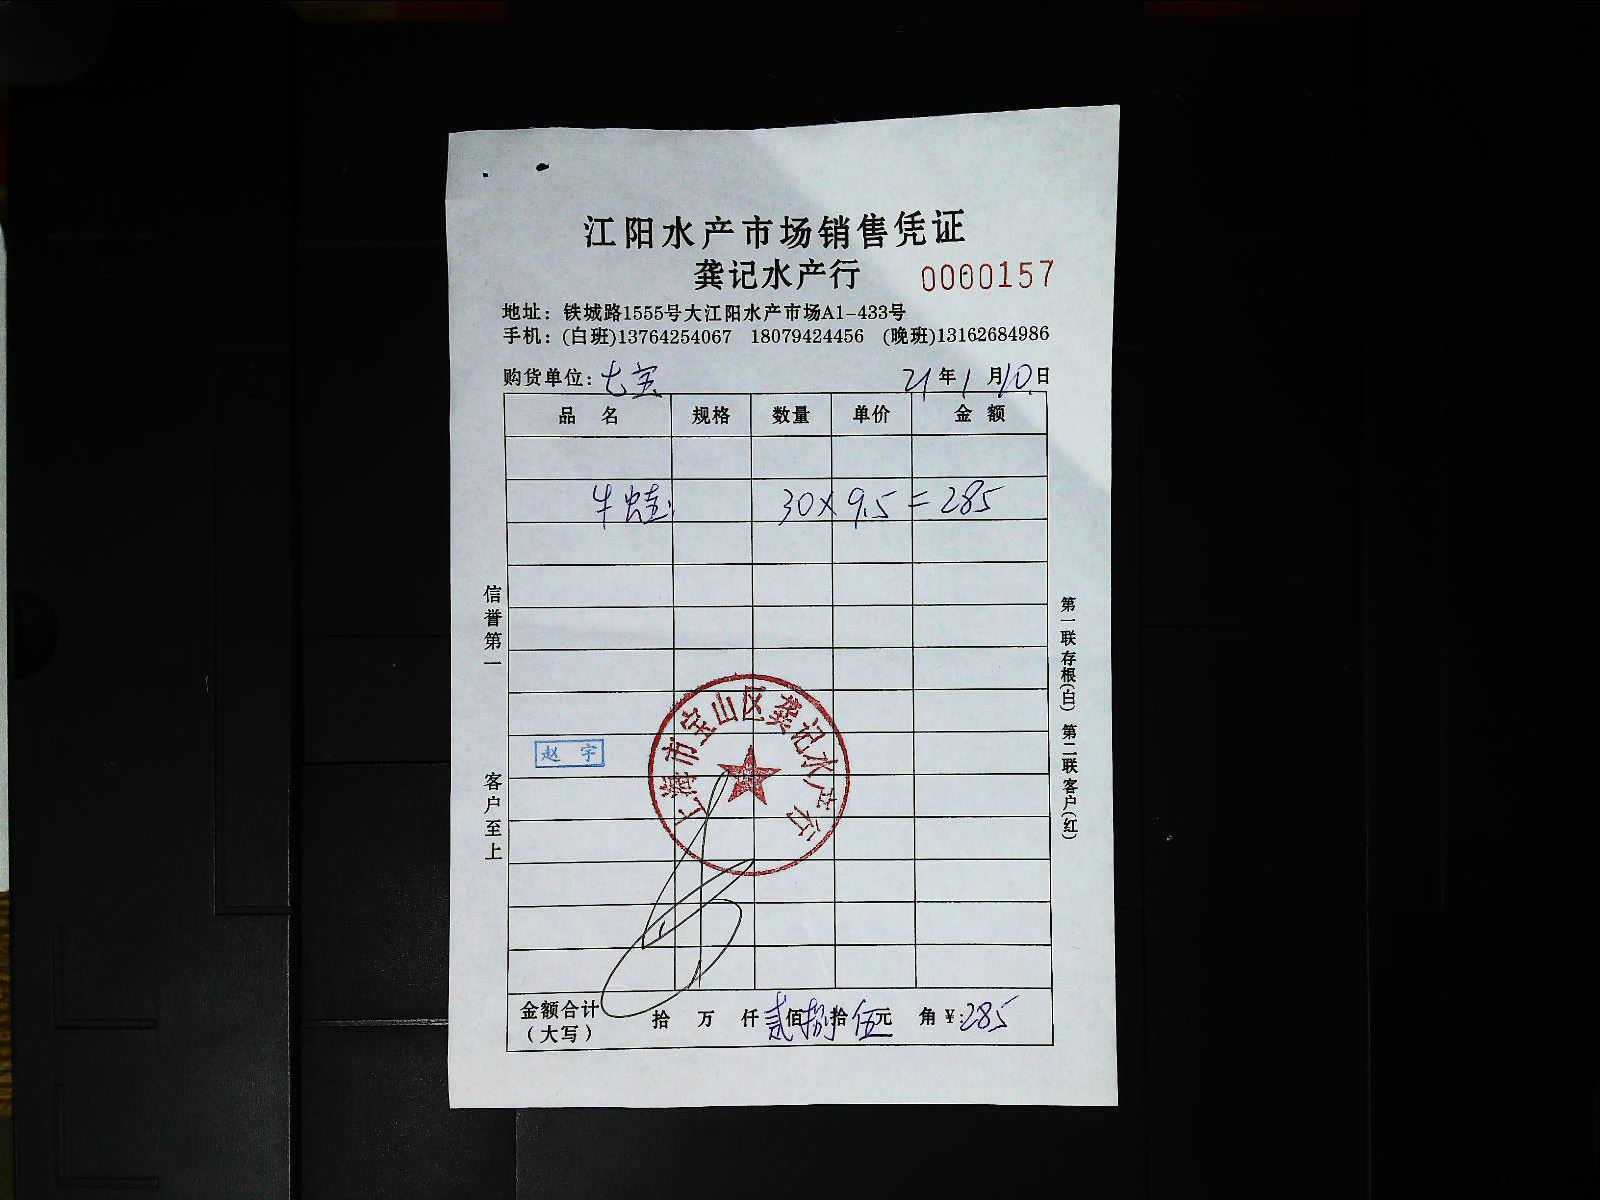 江阳水产市场销售凭证
龚记水产行 0000157
地址：铁城路1555号大江阳水产市场A1-433号
手机：(白班)13764254067 18079424456 (晚班)13162684986
购货单位：七宝 21年1月10日
品名 规格 数量 单价 金额
牛蛙 30×9.5=285
信誉第一 客户至上
第一联存根(白) 第二联客户(红)
上海市宝山区龚记水产行
赵宇
金额合计(大写) 拾 万 仟 贰佰捌拾伍元 角 ¥:285